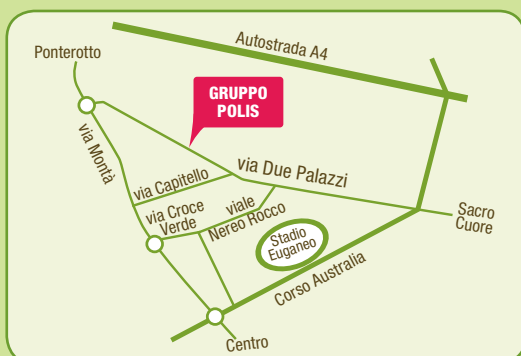 Autostrada A4
Ponterotto
GRUPPO
POLIS
via Montà
via Due Palazzi
via Capitello
via Croce
Verde
viale
Nereo Rocco
Sacro
Cuore
Stadio
Euganeo
Corso Australia
Centro